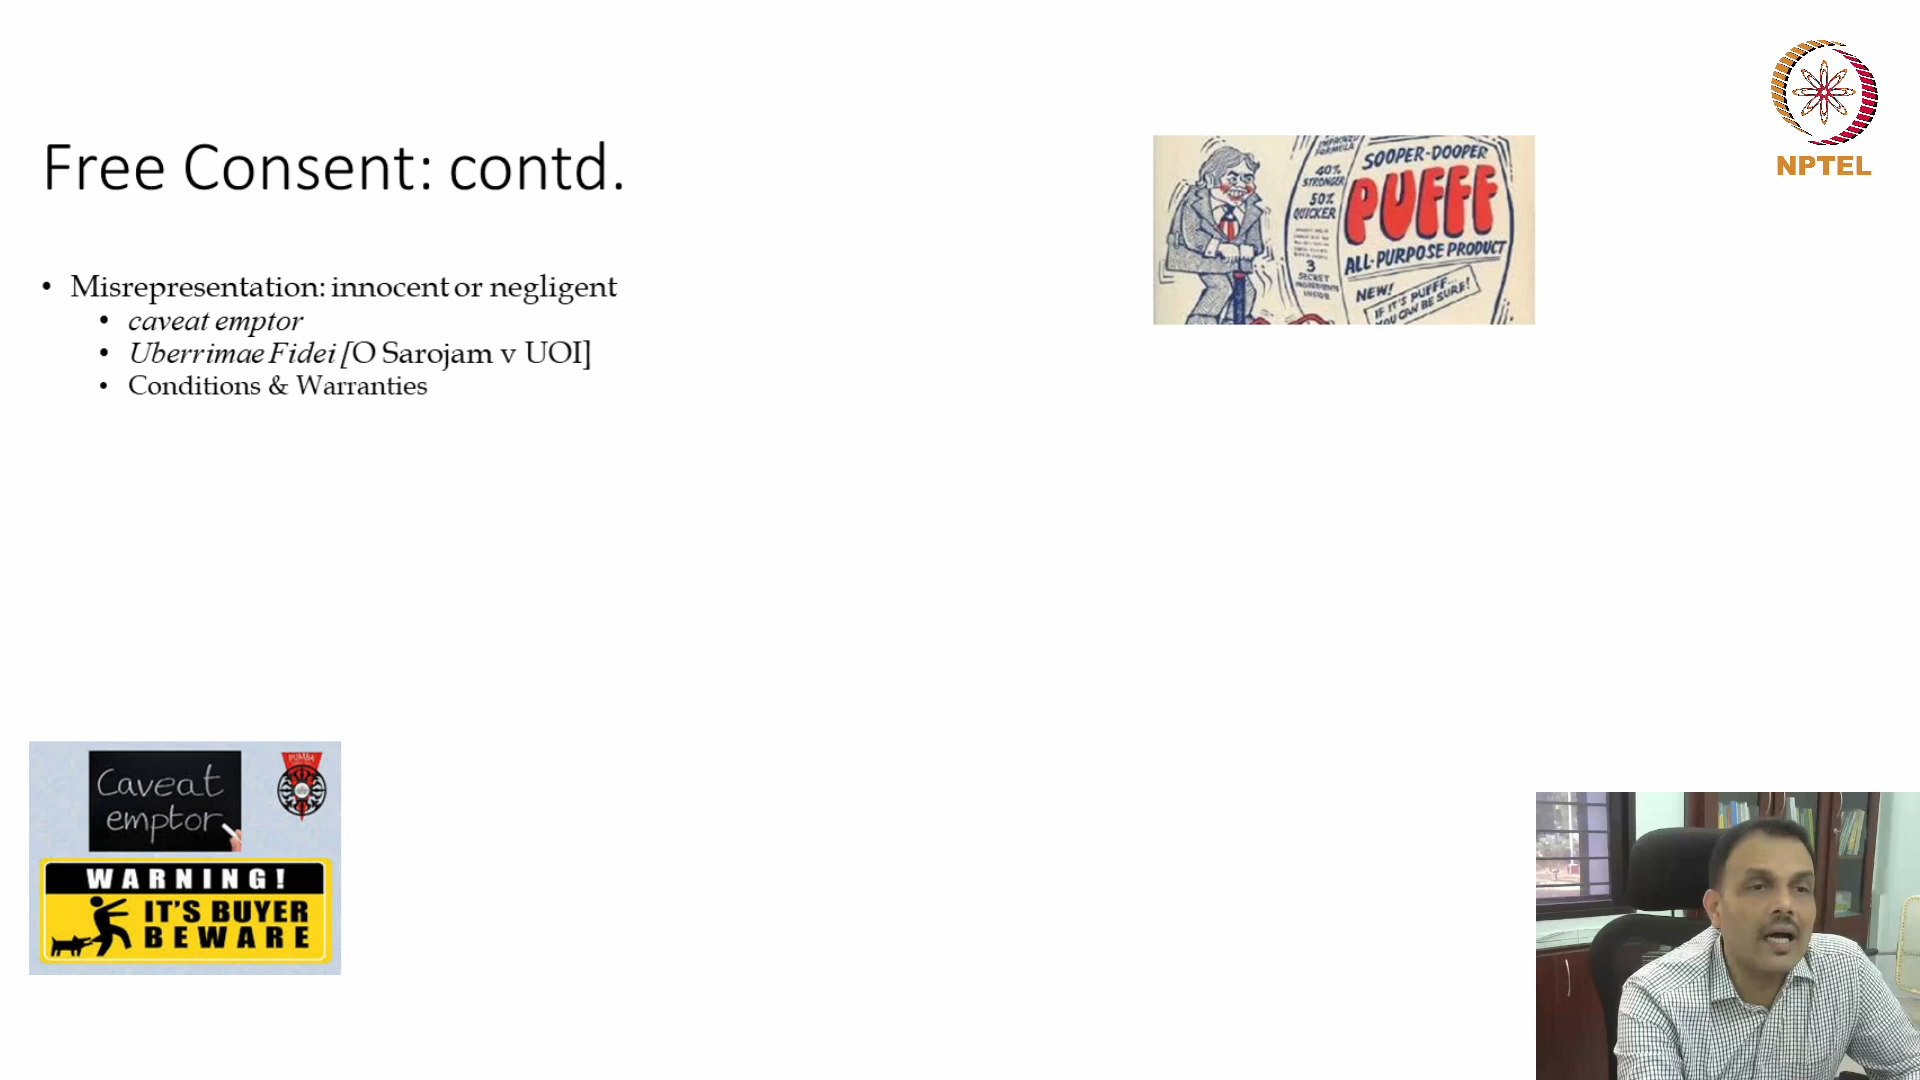 NPTEL
Free Consent: contd.
• Misrepresentation: innocent or negligent
• caveat emptor
• Uberrimae Fidei [O Sarojam v UOI]
• Conditions & Warranties
FORMULA
40%
STRONGER
50%
QUICKER
3
SECRET
INGREDIENTS
INSIDE
SOOPER-DOOPER
PUFFF
ALL-PURPOSE PRODUCT
NEW!
IF IT'S PUFFF...
YOU CAN BE SURE!
Caveat
emptor
PUMBA
WARNING!
IT'S BUYER
BEWARE